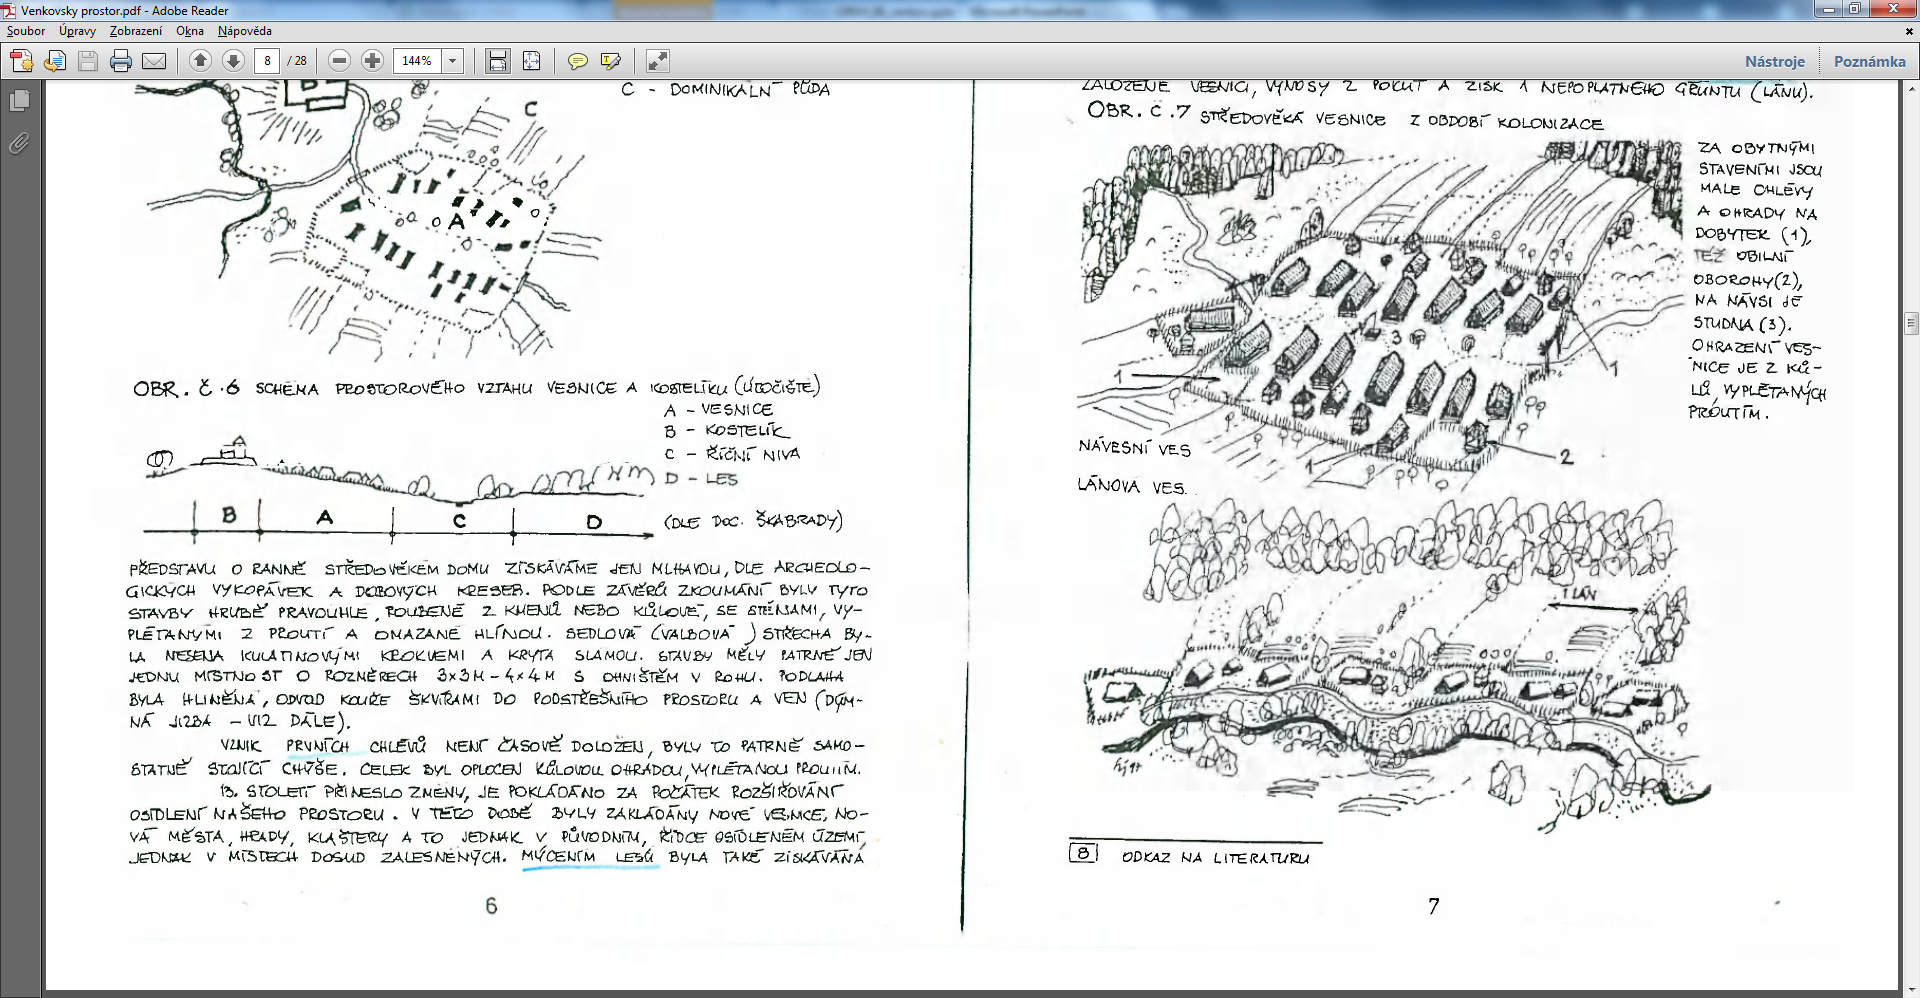 Venkovsky prostor.pdf - Adobe Reader
Soubor Úpravy Zobrazení Okna Nápověda
8 / 28 144% Nástroje Poznámka
B
C
A
C - DOMINIKÁLNÍ PŮDA
OBR. Č. 6 SCHÉMA PROSTOROVÉHO VZTAHU VESNICE A KOSTELÍKU (ÚTOČIŠTĚ)
A - VESNICE
B - KOSTELÍK
C - ŘÍČNÍ NIVA
D - LES
B A C D
(DLE DOC. ŠKABRADY)
PŘEDSTAVU O RANNĚ STŘEDOVĚKÉM DOMU ZÍSKÁVÁME JEN MLHAVOU, DLE ARCHEOLO-
GICKÝCH VYKOPÁVEK A DOBOVÝCH KRESEB. PODLE ZÁVĚRŮ ZKOUMÁNÍ BYLY TYTO
STAVBY HRUBĚ PRAVOÚHLÉ, ROUBENÉ Z KMENŮ NEBO KŮLOVÉ, SE STĚNAMI, VY-
PLÉTANÝMI Z PROUTÍ A OMAZANÉ HLÍNOU. SEDLOVÁ (VALBOVÁ) STŘECHA BY-
LA NESENA KULATINOVÝMI KROKVEMI A KRYTA SLAMOU. STAVBY MĚLY PATRNĚ JEN
JEDNU MÍSTNOST O ROZMĚRECH 3x3M - 4x4M S OHNIŠTĚM V ROHU. PODLAHA
BYLA HLINĚNÁ, ODVOD KOUŘE ŠKVÍRAMI DO PODSTŘEŠNÍHO PROSTORU A VEN (DÝM-
NÁ JIZBA - VIZ DÁLE).
VZNIK PRVNÍCH CHLÉVŮ NENÍ ČASOVĚ DOLOŽEN, BYLY TO PATRNĚ SAMO-
STATNĚ STOJÍCÍ CHÝŠE. CELEK BYL OPLOCEN KŮLOVOU OHRADOU, VYPLÉTANOU PROUTÍM.
13. STOLETÍ PŘINESLO ZMĚNY, JE POKLÁDÁNO ZA POČÁTEK ROZŠIŘOVÁNÍ
OSÍDLENÍ NAŠEHO PROSTORU. V TÉTO DOBĚ BYLY ZAKLÁDÁNY NOVÉ VESNICE, NO-
VÁ MĚSTA, HRADY, KLÁŠTERY A TO JEDNAK V PŮVODNÍM, ŘÍDCE OSÍDLENÉM ÚZEMÍ,
JEDNAK V MÍSTECH DOSUD ZALESNĚNÝCH. MÝCENÍM LESŮ BYLA TAKÉ ZÍSKÁVÁNA
6
ZALOŽENÉ VESNICI, VÝNOSY Z POKUT A ZISK 1 NEPOPLATNÉHO GRUNTU (LÁNU).
OBR. Č. 7 STŘEDOVĚKÁ VESNICE Z OBDOBÍ KOLONIZACE
ZA OBYTNÝMI
STAVENÍMI JSOU
MALÉ CHLÉVY
A OHRADY NA
DOBYTEK (1),
TÉŽ OBILNÍ
OBOROHY (2),
NA NÁVSI JE
STUDNA (3).
OHRAZENÍ VES-
NICE JE Z KŮ-
LŮ, VYPLÉTANÝCH
PROUTÍM.
3
1
1
1
2
NÁVESNÍ VES
LÁNOVÁ VES
1 LÁN
8 ODKAZ NA LITERATURU
7